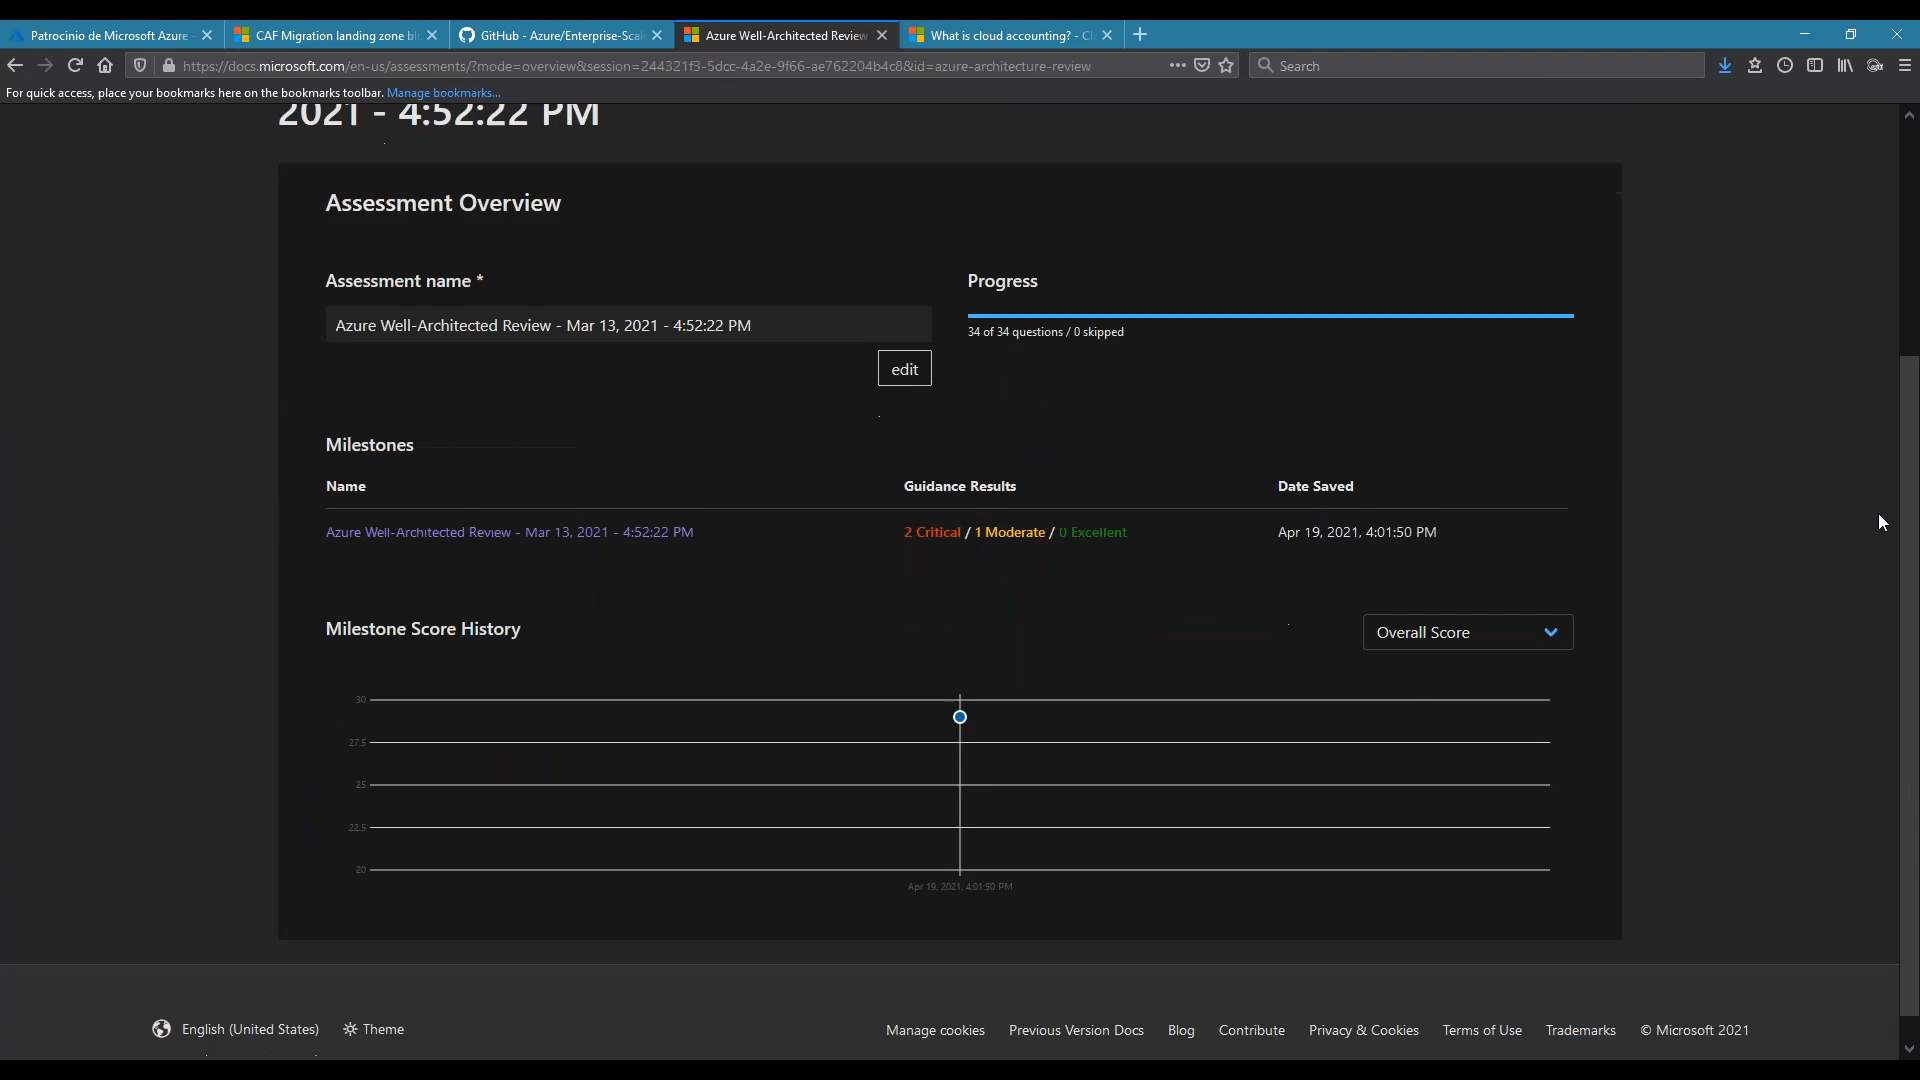 Patrocinio de Microsoft Azure -
CAF Migration landing zone bl
GitHub - Azure/Enterprise-Scal
Azure Well-Architected Review
What is cloud accounting? - Cl
https://docs.microsoft.com/en-us/assessments/?mode=overview&session=244321f3-5dcc-4a2e-9f66-ae762204b4c8&id=azure-architecture-review
Search
For quick access, place your bookmarks here on the bookmarks toolbar. Manage bookmarks...
2021 - 4:52:22 PM
Assessment Overview
Assessment name *
Progress
Azure Well-Architected Review - Mar 13, 2021 - 4:52:22 PM
34 of 34 questions / 0 skipped
edit
Milestones
Name
Guidance Results
Date Saved
Azure Well-Architected Review - Mar 13, 2021 - 4:52:22 PM
2 Critical / 1 Moderate / 0 Excellent
Apr 19, 2021, 4:01:50 PM
Milestone Score History
Overall Score
30
27.5
25
22.5
20
Apr 19, 2021, 4:01:50 PM
English (United States)
Theme
Manage cookies
Previous Version Docs
Blog
Contribute
Privacy & Cookies
Terms of Use
Trademarks
© Microsoft 2021